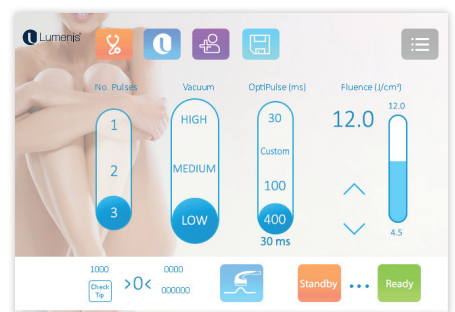 Lumenis
No. Pulses
Vacuum
OptiPulse (ms)
Fluence (J/cm²)
1
2
3
HIGH
MEDIUM
LOW
30
Custom
100
400
30 ms
12.0
12.0
4.5
1000
Check
Tip
>0<
0000
000000
Standby
Ready